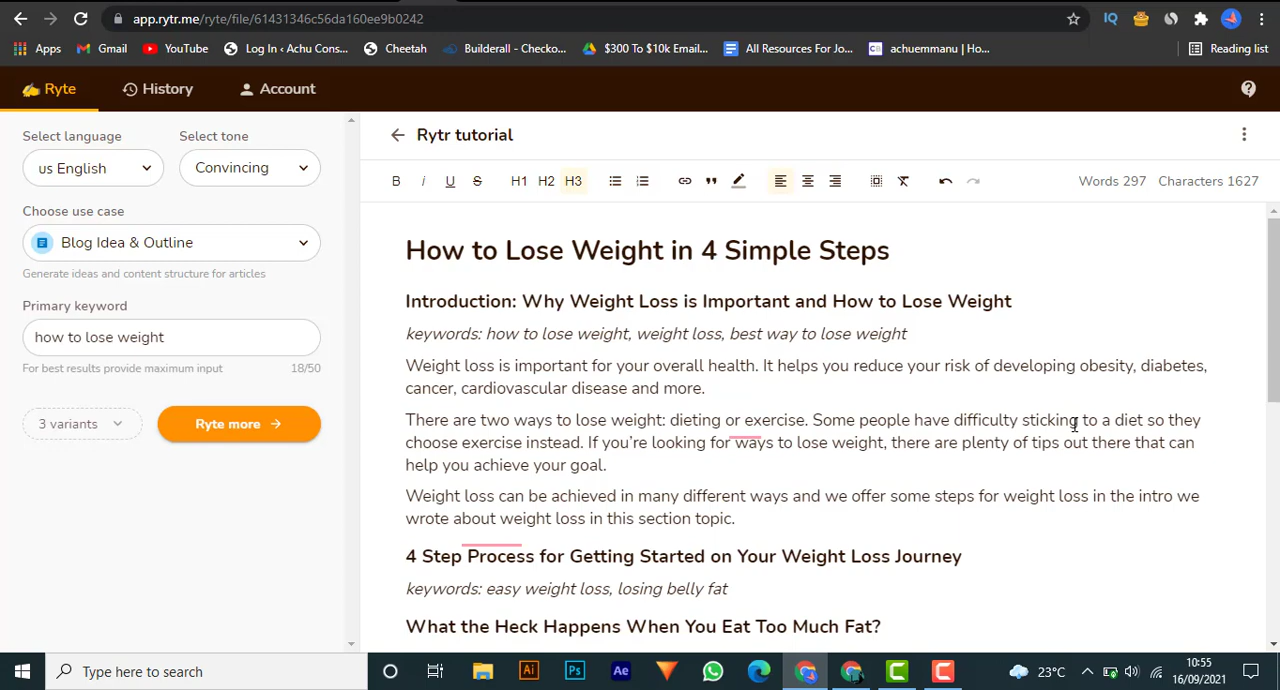 app.rytr.me/ryte/file/61431346c56da160ee9b0242
Apps
Gmail
YouTube
Log In ‹ Achu Cons...
Cheetah
Builderall - Checko...
$300 To $10k Email...
All Resources For Jo...
achuemmanu | Ho...
Reading list
Ryte
History
Account
Select language
Select tone
us English
Convincing
Choose use case
Blog Idea & Outline
Generate ideas and content structure for articles
Primary keyword
how to lose weight
For best results provide maximum input
18/50
3 variants
Ryte more
Rytr tutorial
B i U S H1 H2 H3
Words 297 Characters 1627
How to Lose Weight in 4 Simple Steps
Introduction: Why Weight Loss is Important and How to Lose Weight
keywords: how to lose weight, weight loss, best way to lose weight
Weight loss is important for your overall health. It helps you reduce your risk of developing obesity, diabetes,
cancer, cardiovascular disease and more.
There are two ways to lose weight: dieting or exercise. Some people have difficulty sticking to a diet so they
choose exercise instead. If you’re looking for ways to lose weight, there are plenty of tips out there that can
help you achieve your goal.
Weight loss can be achieved in many different ways and we offer some steps for weight loss in the intro we
wrote about weight loss in this section topic.
4 Step Process for Getting Started on Your Weight Loss Journey
keywords: easy weight loss, losing belly fat
What the Heck Happens When You Eat Too Much Fat?
Type here to search
Ai
Ps
Ae
23°C
10:55
16/09/2021